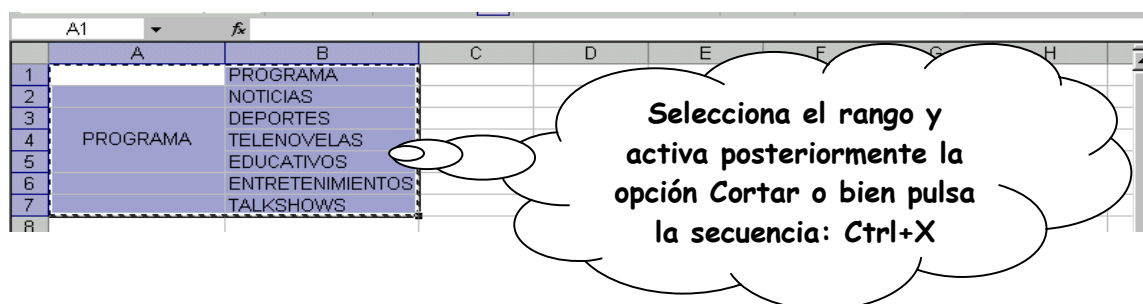 A1 fx
A B C D E F G H
1 PROGRAMA
2 NOTICIAS
3 DEPORTES
4 PROGRAMA TELENOVELAS
5 EDUCATIVOS
6 ENTRETENIMIENTOS
7 TALKSHOWS
8
Selecciona el rango y
activa posteriormente la
opción Cortar o bien pulsa
la secuencia: Ctrl+X